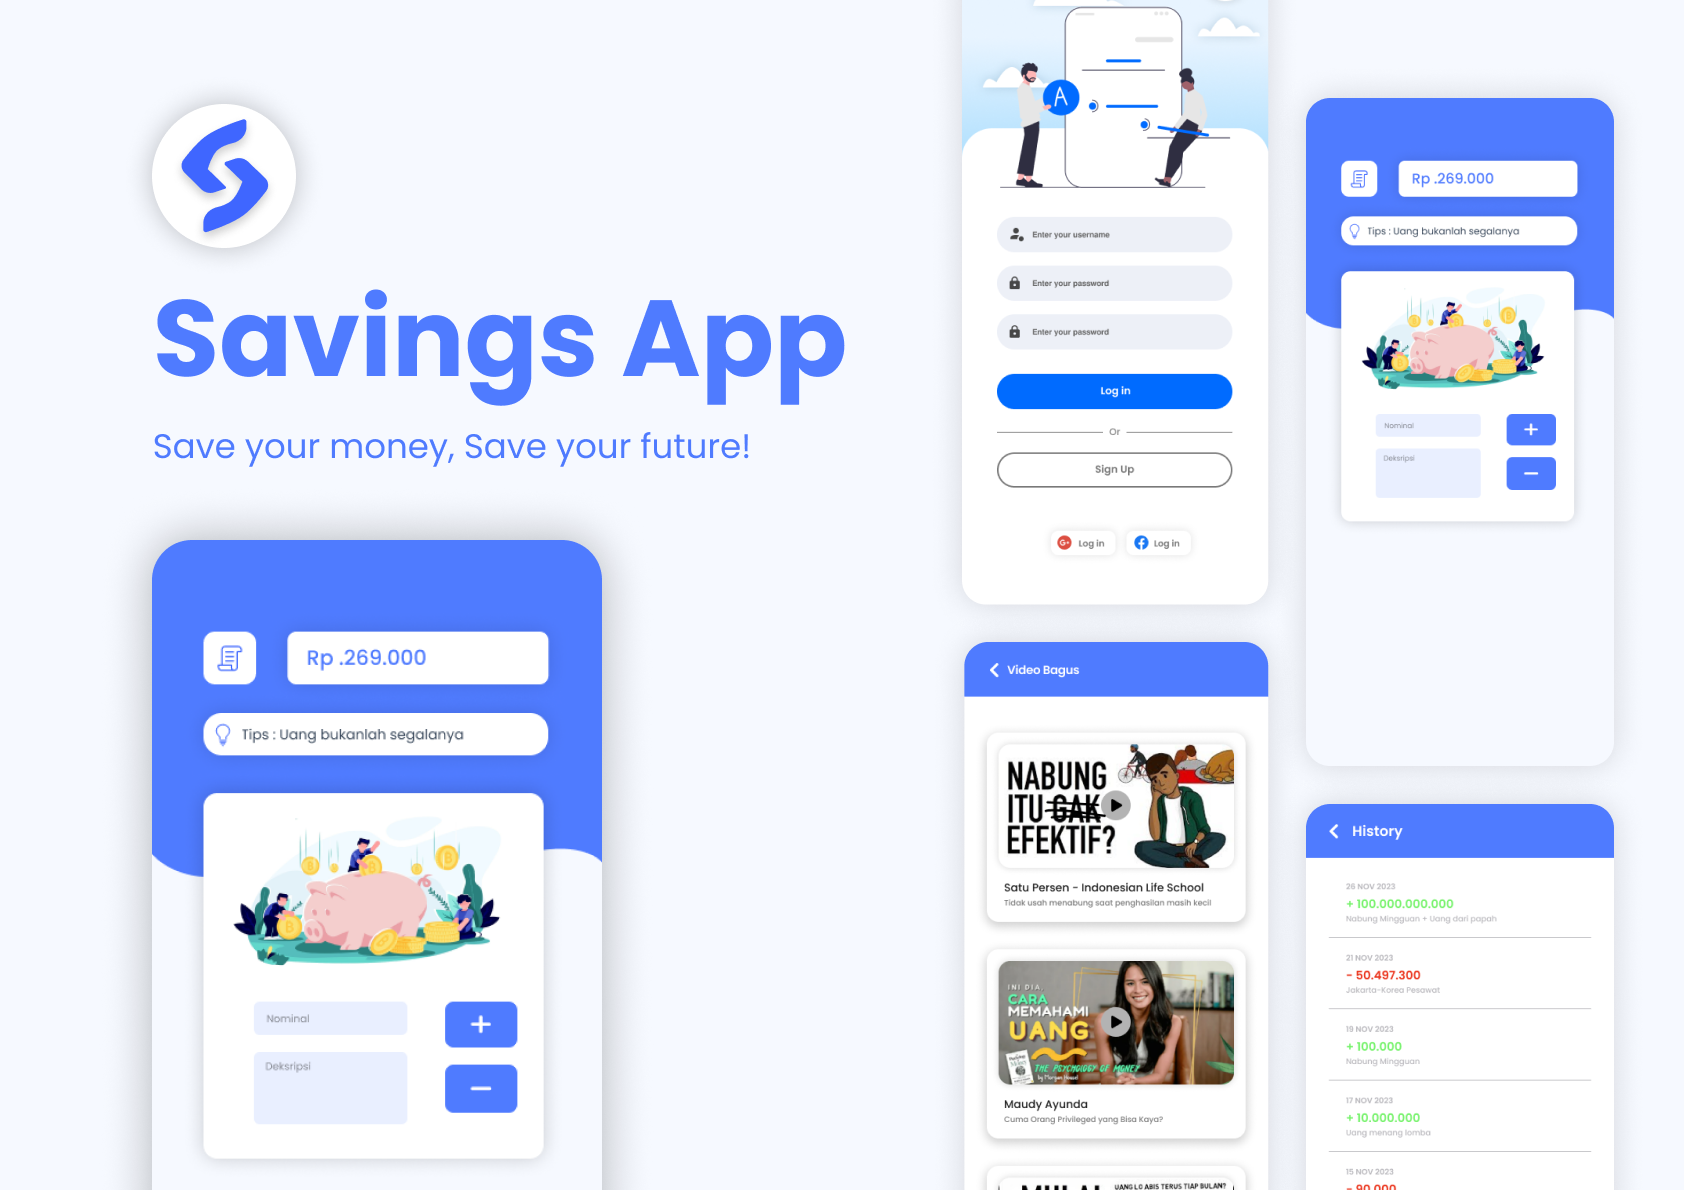 Savings App
Save your money, Save your future!
Rp .269.000
Tips : Uang bukanlah segalanya
Nominal
Deksripsi
A
Enter your username
Enter your password
Enter your password
Log in
Or
Sign Up
G+ Log in
Log in
Video Bagus
NABUNG
ITU GAK
EFEKTIF?
Satu Persen - Indonesian Life School
Tidak usah menabung saat penghasilan masih kecil
INI DIA.
CARA
MEMAHAMI
UANG
THE PSYCHOLOGY OF MONEY
by Morgan Housel
Maudy Ayunda
Cuma Orang Privileged yang Bisa Kaya?
UANG LO ABIS TERUS TIAP BULAN?
MULAI
Rp .269.000
Tips : Uang bukanlah segalanya
Nominal
Deksripsi
History
26 NOV 2023
+ 100.000.000.000
Nabung Mingguan + Uang dari papah
21 NOV 2023
- 50.497.300
Jakarta-Korea Pesawat
19 NOV 2023
+ 100.000
Nabung Mingguan
17 NOV 2023
+ 10.000.000
Uang menang lomba
15 NOV 2023
- 90.000